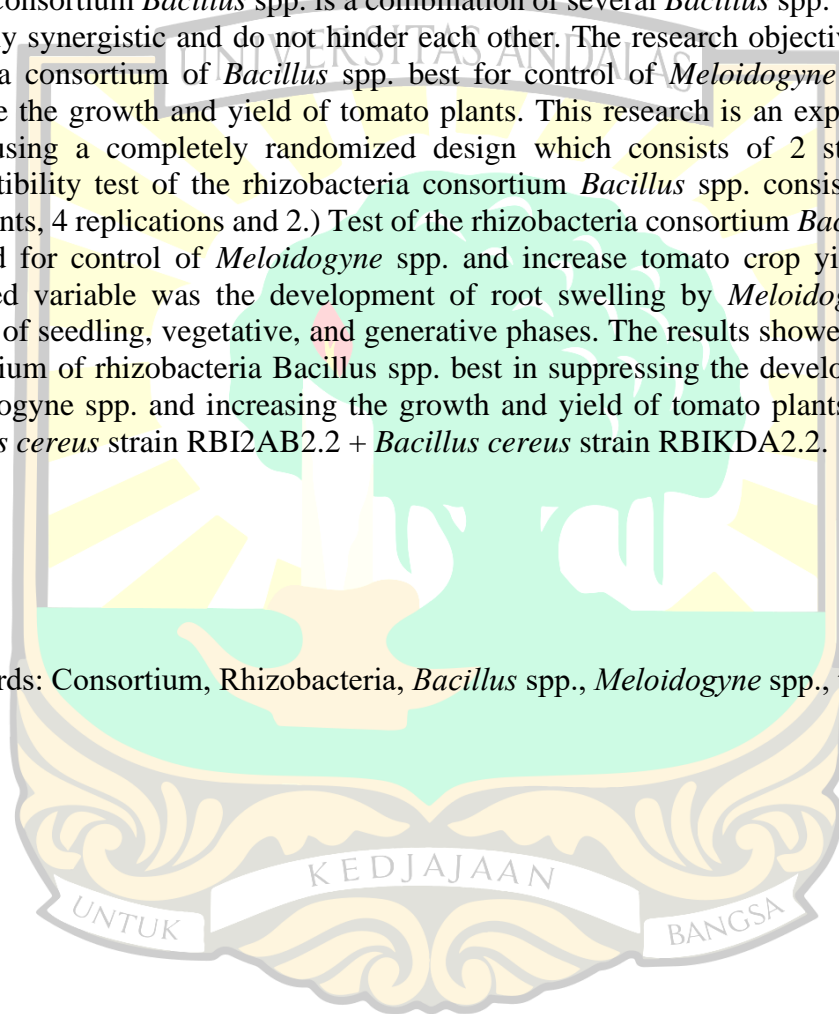 consortium Bacillus spp. is a combination of several Bacillus spp.
y synergistic and do not hinder each other. The research objectiv
UNIVERSITAS ANDALAS
a consortium of Bacillus spp. best for control of Meloidogyne
e the growth and yield of tomato plants. This research is an exp
using a completely randomized design which consists of 2 st
tibility test of the rhizobacteria consortium Bacillus spp. consis
nts, 4 replications and 2.) Test of the rhizobacteria consortium Bac
d for control of Meloidogyne spp. and increase tomato crop yi
ed variable was the development of root swelling by Meloidog
of seedling, vegetative, and generative phases. The results showe
ium of rhizobacteria Bacillus spp. best in suppressing the develo
ogyne spp. and increasing the growth and yield of tomato plants
s cereus strain RBI2AB2.2 + Bacillus cereus strain RBIKDA2.2.
rds: Consortium, Rhizobacteria, Bacillus spp., Meloidogyne spp.,
KEDJAJAAN
UNTUK
BANGSA